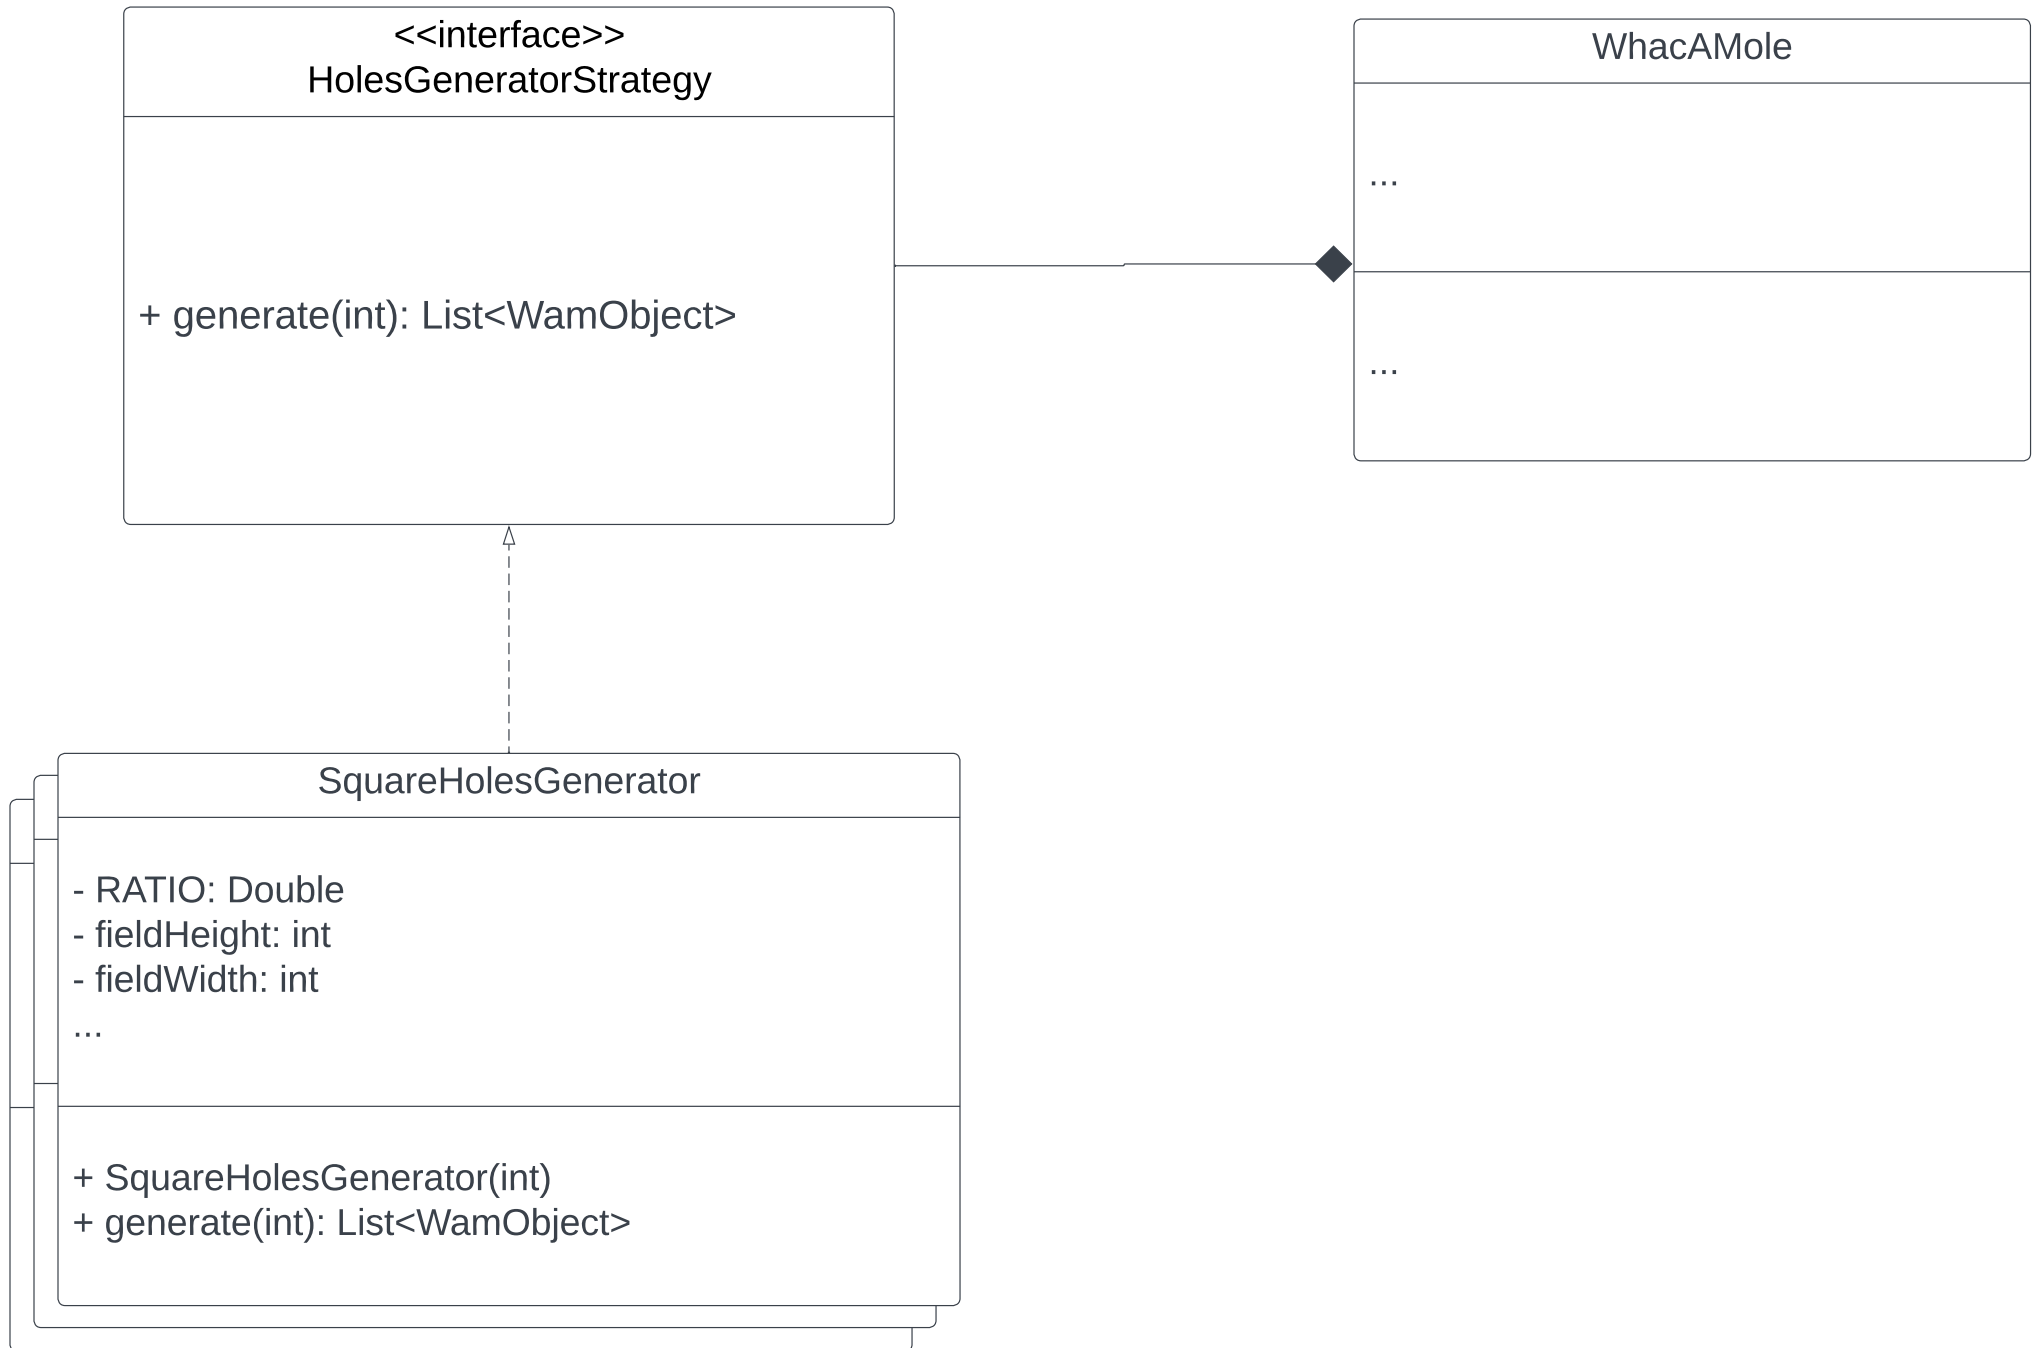 <<interface>>
HolesGeneratorStrategy
+ generate(int): List<WamObject>
WhacAMole
...
...
SquareHolesGenerator
- RATIO: Double
- fieldHeight: int
- fieldWidth: int
...
+ SquareHolesGenerator(int)
+ generate(int): List<WamObject>